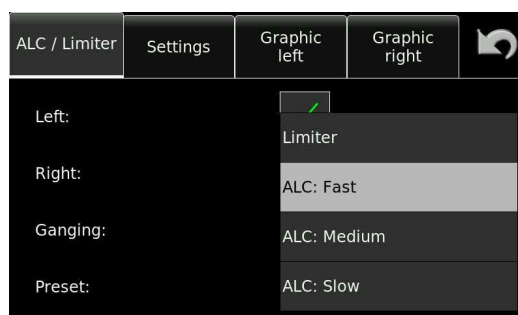 ALC / Limiter
Settings
Graphic
left
Graphic
right
Left:
Limiter
Right:
ALC: Fast
Ganging:
ALC: Medium
Preset:
ALC: Slow